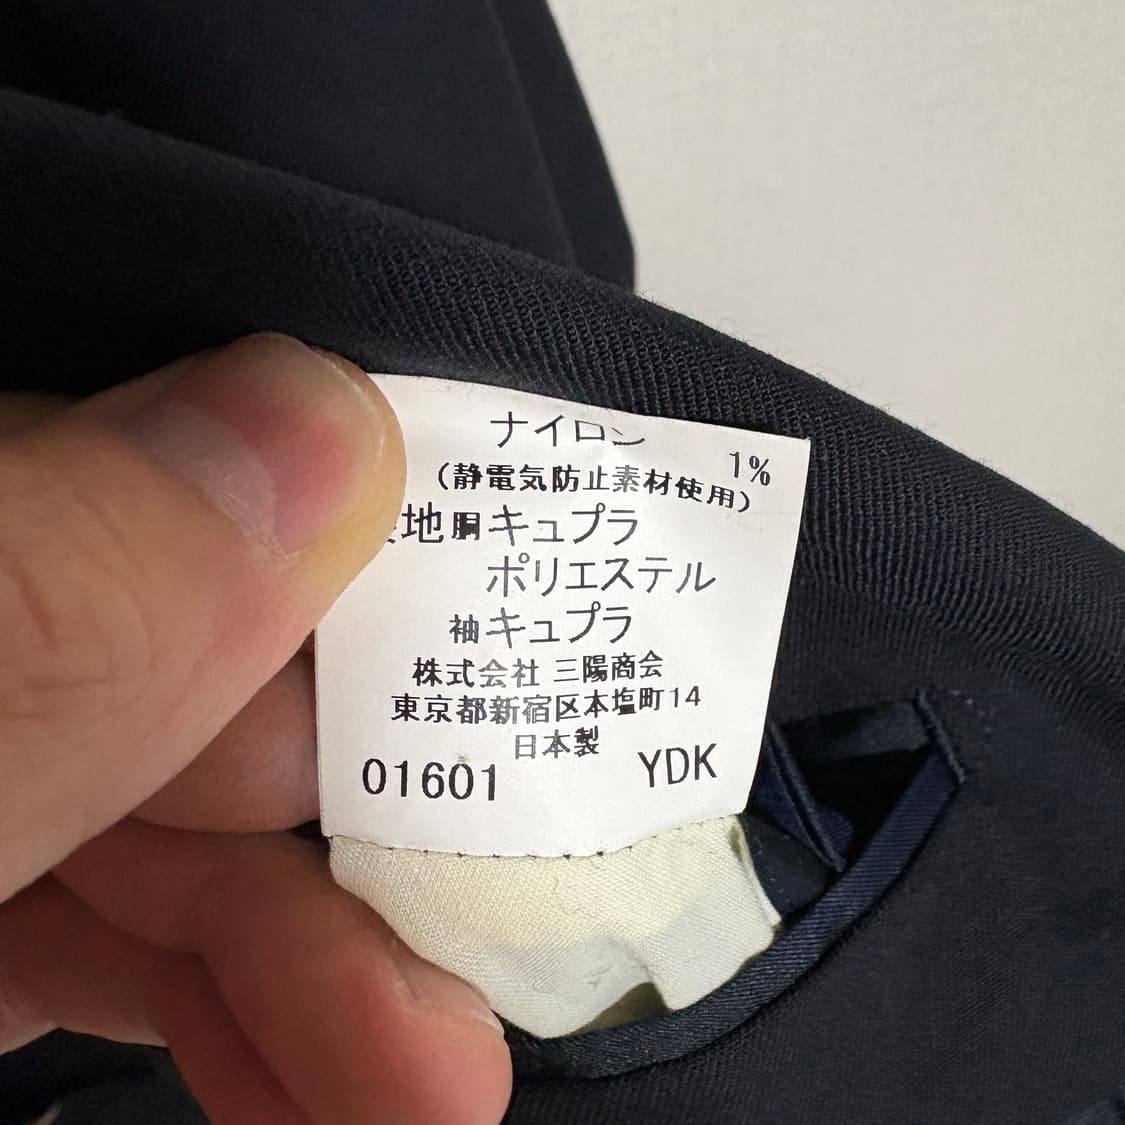 ナイロン 1%
(静電気防止素材使用)
地 胴 キュプラ
ポリエステル
袖 キュプラ
株式会社 三陽商会
東京都新宿区本塩町14
日本製
01601 YDK